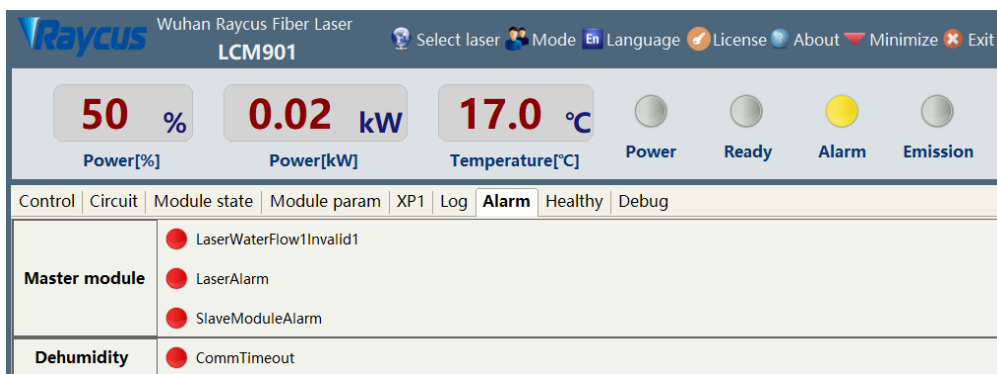 Raycus
Wuhan Raycus Fiber Laser
LCM901
Select laser Mode En Language License About Minimize Exit
50 % 0.02 kW 17.0 ℃
Power[%] Power[kW] Temperature[℃] Power Ready Alarm Emission
Control Circuit Module state Module param XP1 Log Alarm Healthy Debug
LaserWaterFlow1Invalid1
Master module LaserAlarm
SlaveModuleAlarm
Dehumidity CommTimeout